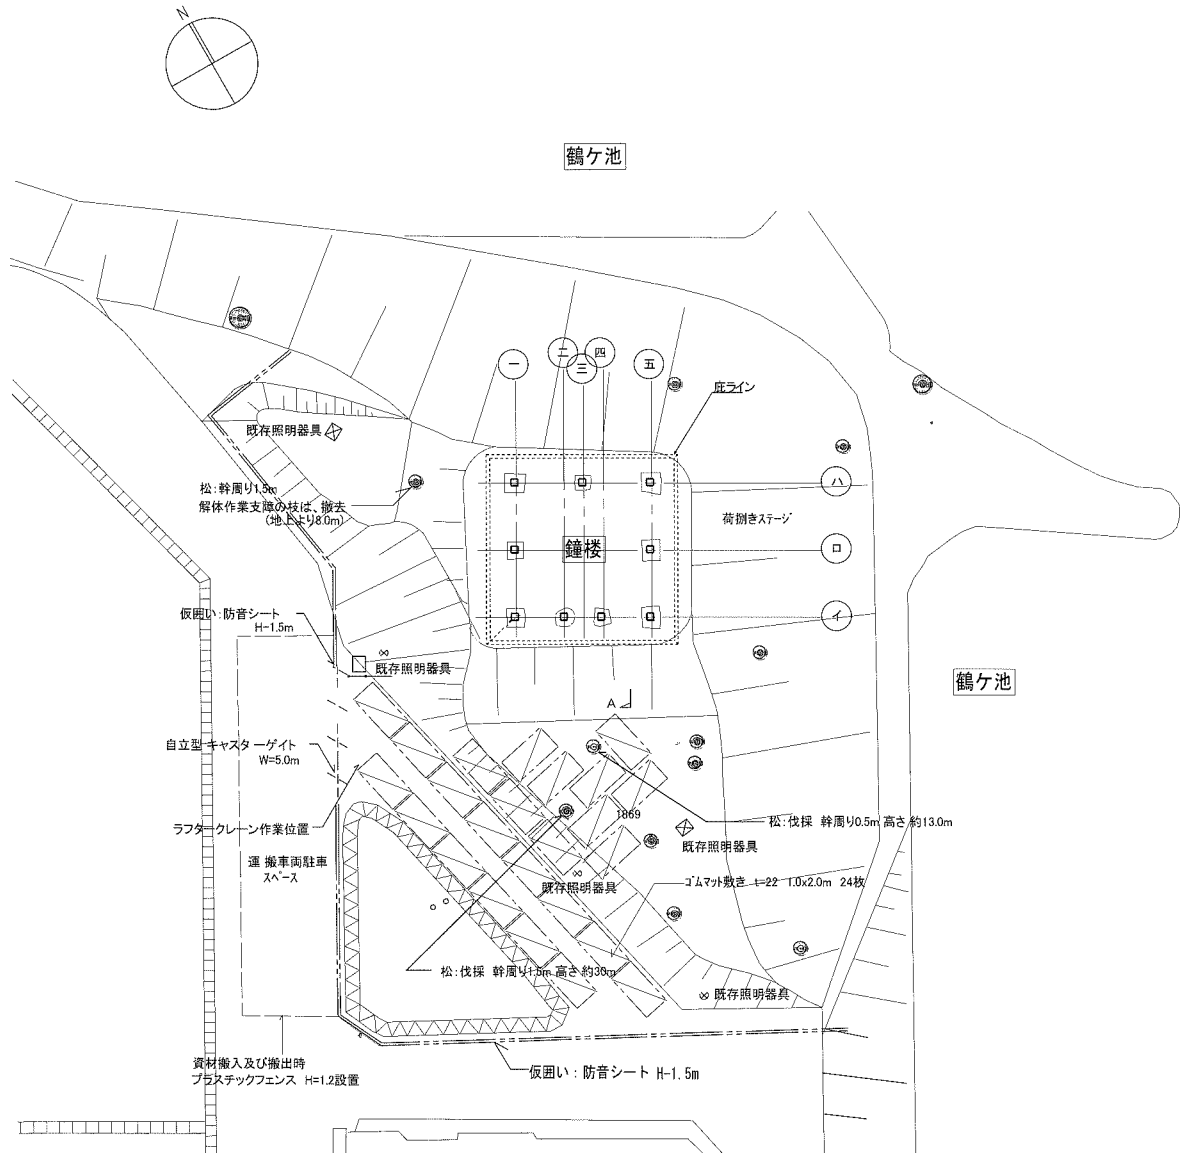 N
鶴ケ池
一
二
三
四
五
庇ライン
既存照明器具
ハ
松:幹周り1.5m
解体作業支障の枝は、撤去
(地上より8.0m)
荷捌きステージ
鐘楼
ロ
仮囲い:防音シート
H-1.5m
イ
既存照明器具
鶴ケ池
A
自立型キャスターゲイト
W=5.0m
ラフタークレーン作業位置
1869
松:伐採 幹周り0.5m 高さ約13.0m
既存照明器具
運搬車両駐車
スペース
既存照明器具
ゴムマット敷き t=22 1.0x2.0m 24枚
松:伐採 幹周り1.5m 高さ約30m
既存照明器具
資材搬入及び搬出時
プラスチックフェンス H=1.2設置
仮囲い:防音シート H-1.5m